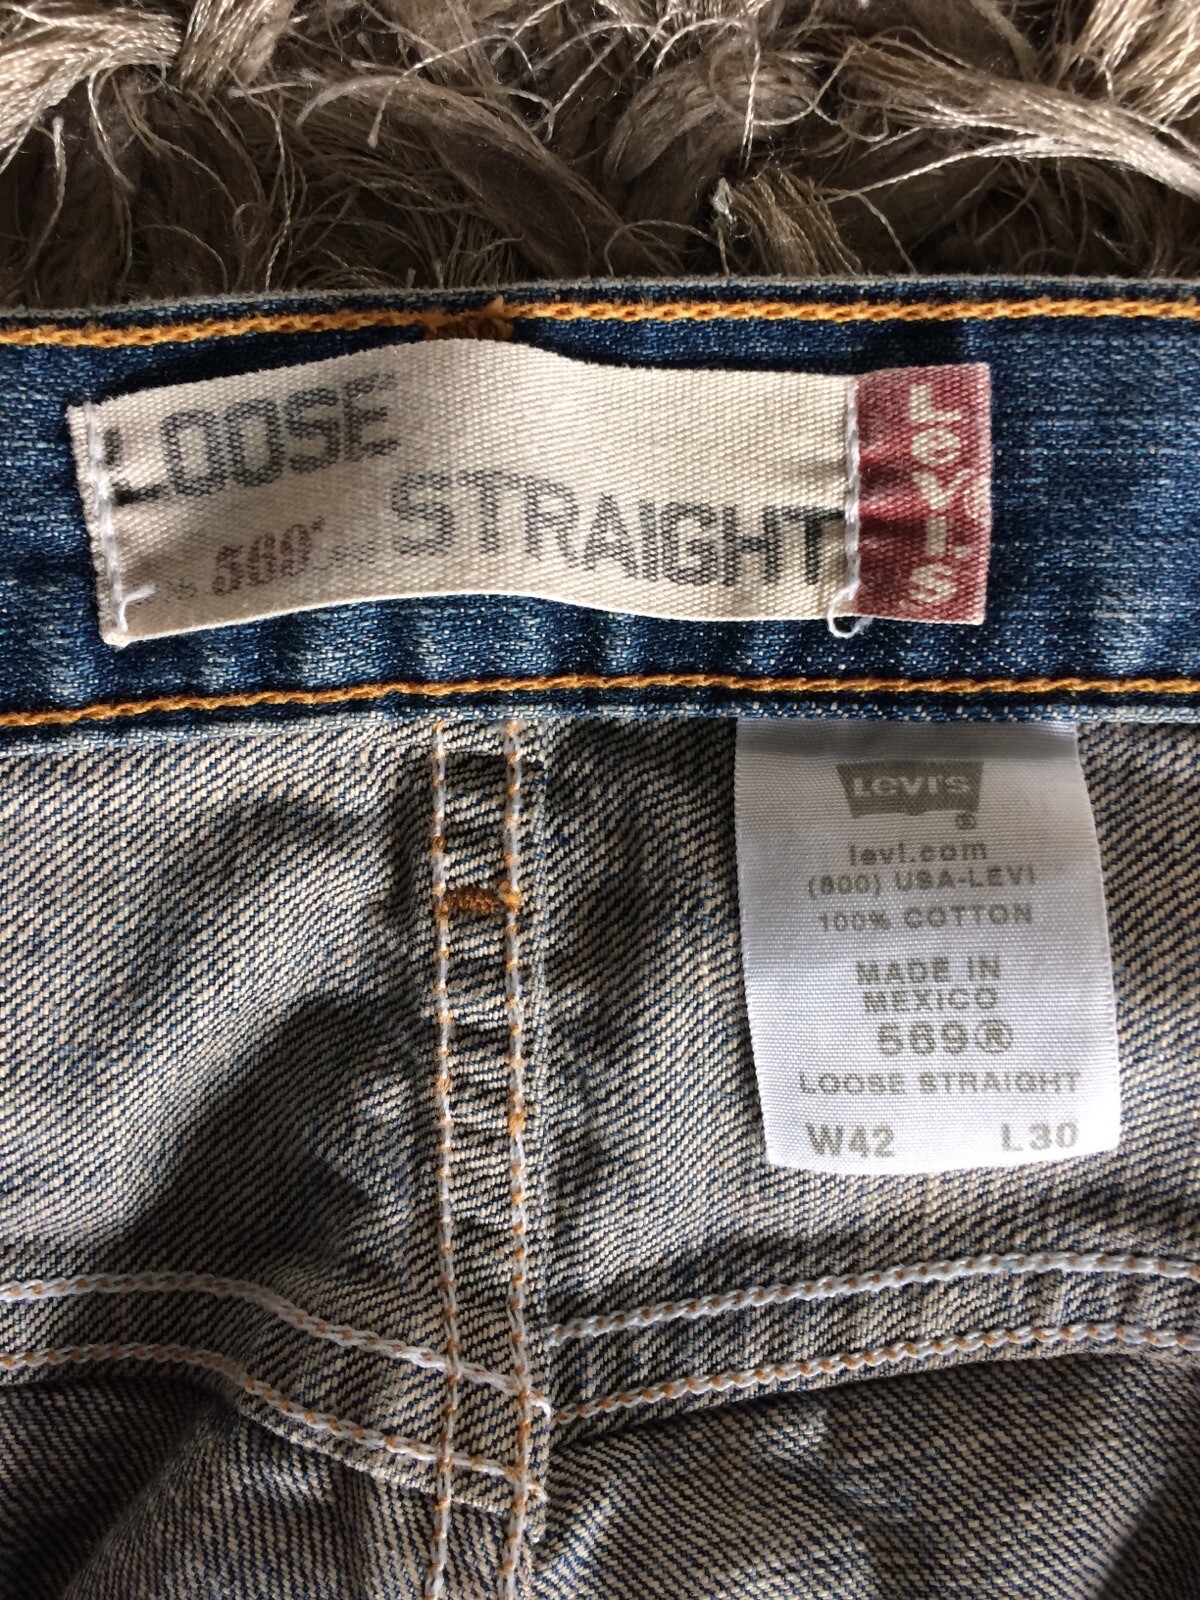 LOOSE
569* STRAIGHT
Levi's
LEVI'S
®
levi.com
(800) USA-LEVI
100% COTTON
MADE IN
MEXICO
569®
LOOSE STRAIGHT
W42 L30